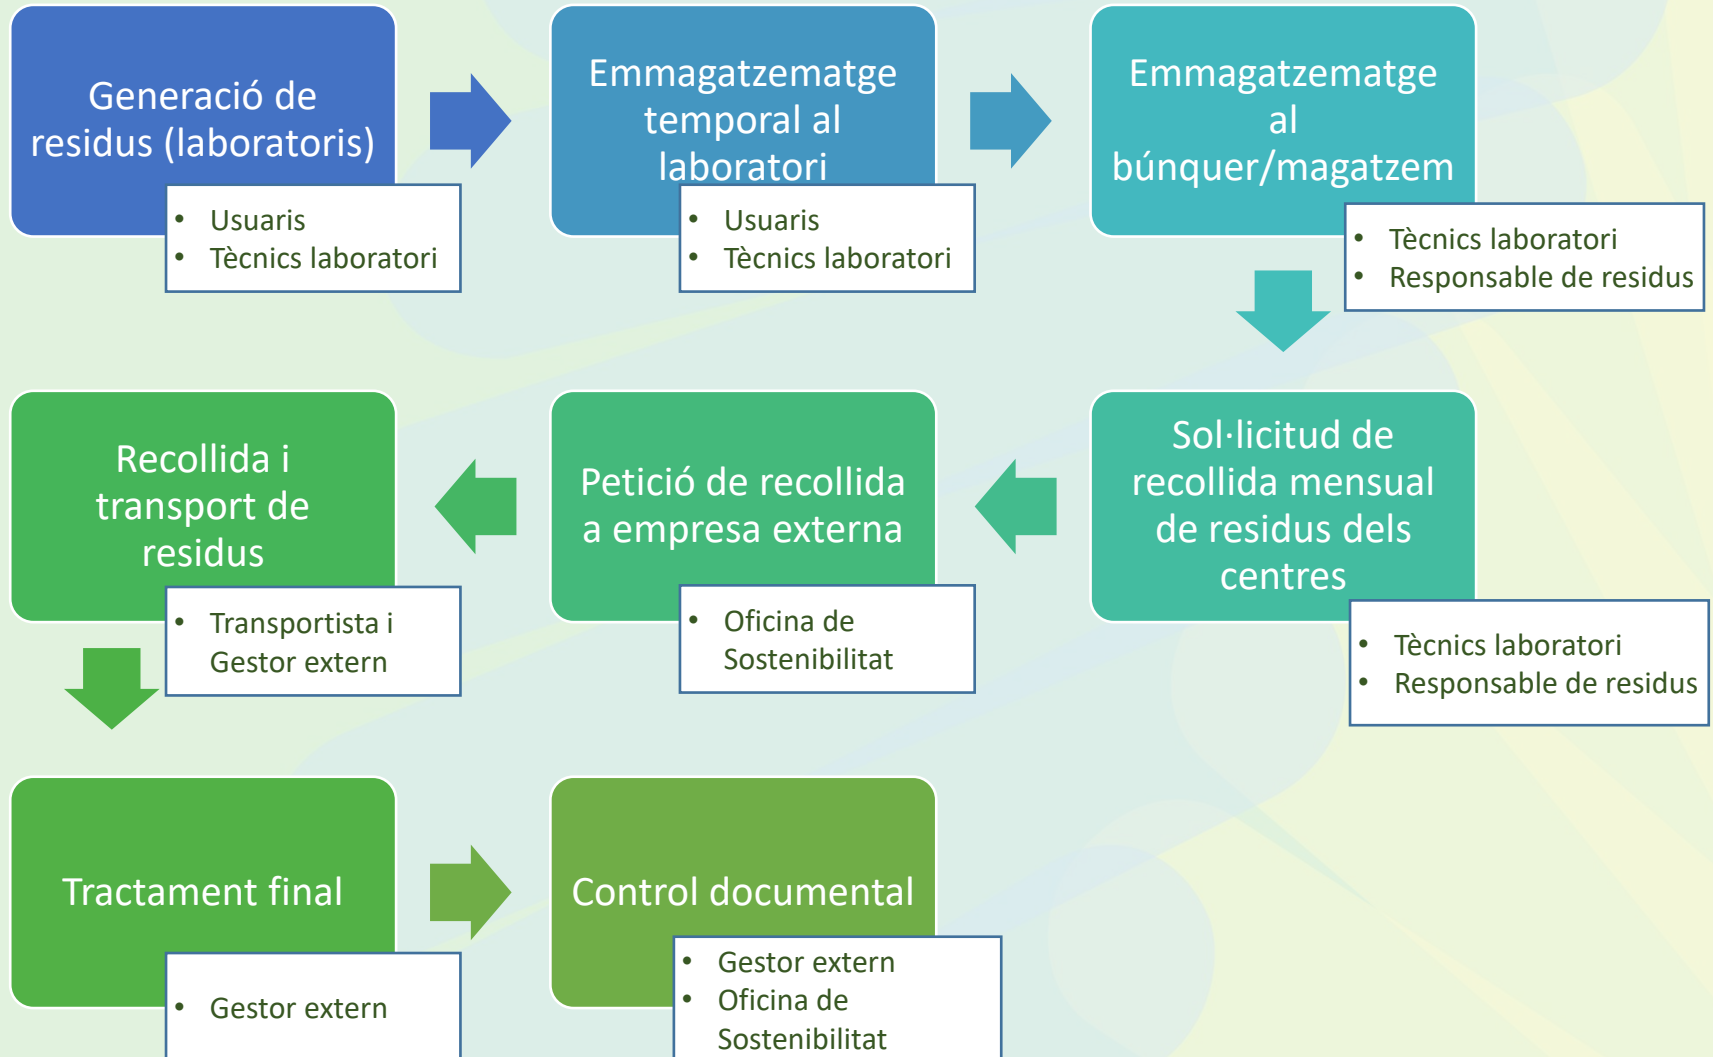 Generació de
residus (laboratoris)
• Usuaris
• Tècnics laboratori
Emmagatzematge
temporal al
laboratori
• Usuaris
• Tècnics laboratori
Emmagatzematge
al
búnquer/magatzem
• Tècnics laboratori
• Responsable de residus
Sol·licitud de
recollida mensual
de residus dels
centres
• Tècnics laboratori
• Responsable de residus
Petició de recollida
a empresa externa
• Oficina de
Sostenibilitat
Recollida i
transport de
residus
• Transportista i
Gestor extern
Tractament final
• Gestor extern
Control documental
• Gestor extern
• Oficina de
Sostenibilitat